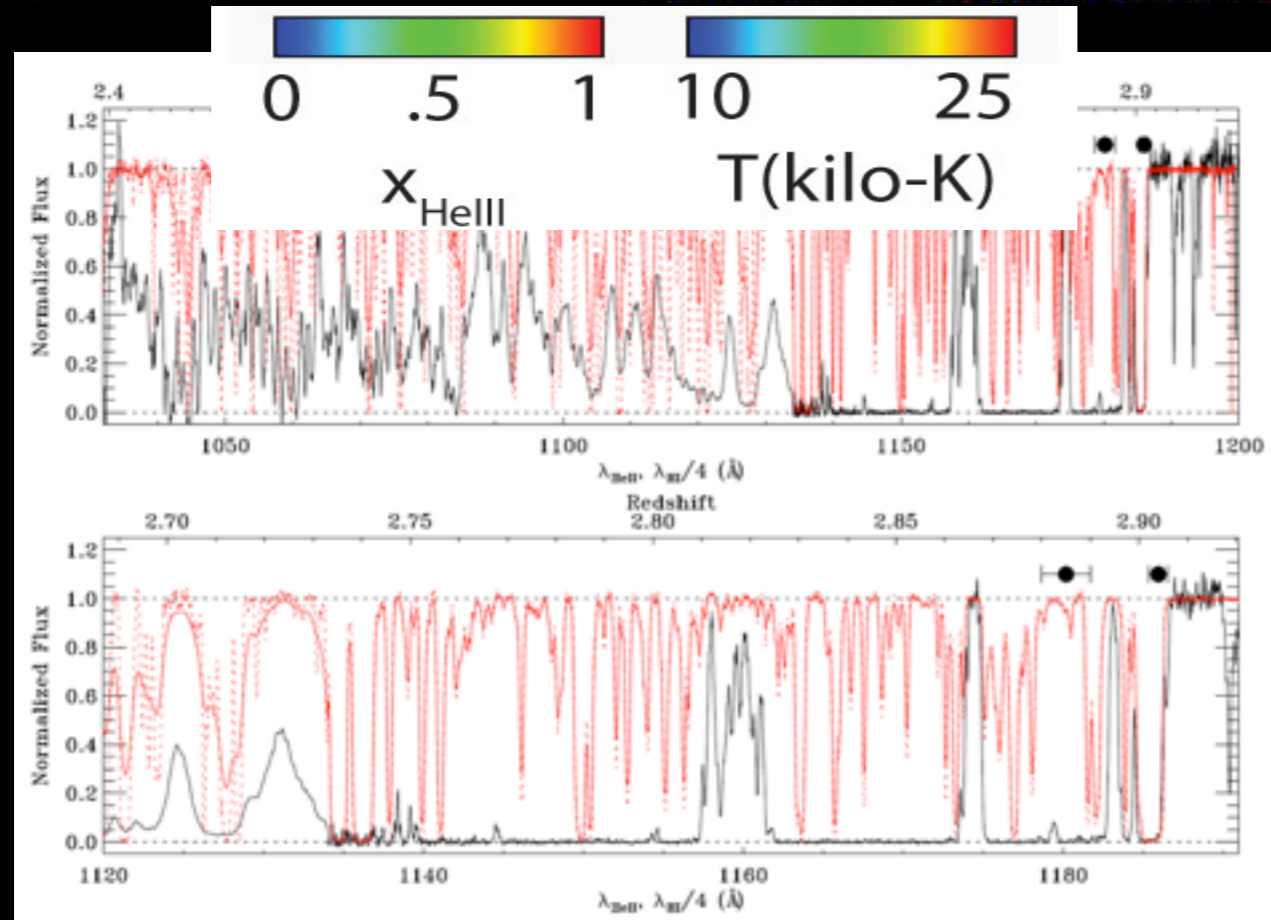 0 .5 1 10 25
x_HeIII T(kilo-K)
2.4 2.9
1.2
1.0
0.8
0.6
0.4
0.2
0.0
Normalized Flux
1050 1100 1150 1200
λ_HeII, λ_HI/4 (Å)
Redshift
2.70 2.75 2.80 2.85 2.90
1.2
1.0
0.8
0.6
0.4
0.2
0.0
Normalized Flux
1120 1140 1160 1180
λ_HeII, λ_HI/4 (Å)